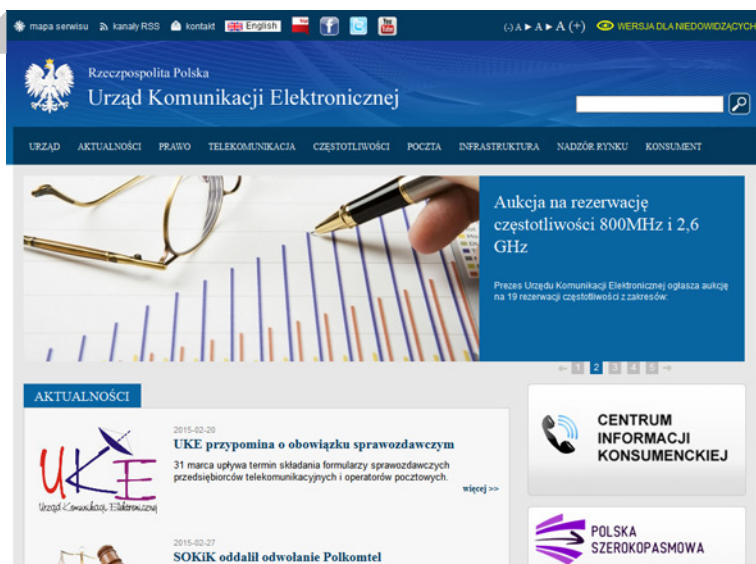 mapa serwisu kanały RSS kontakt English
(-) A ► A ► A (+) WERSJA DLA NIEDOWIDZĄCYCH
Rzeczpospolita Polska
Urząd Komunikacji Elektronicznej
URZĄD AKTUALNOŚCI PRAWO TELEKOMUNIKACJA CZĘSTOTLIWOŚCI POCZTA INFRASTRUKTURA NADZÓR RYNKU KONSUMENT
Aukcja na rezerwację
częstotliwości 800MHz i 2,6
GHz
Prezes Urzędu Komunikacji Elektronicznej ogłasza aukcję
na 19 rezerwacji częstotliwości z zakresów:
← 1 2 3 4 5 →
AKTUALNOŚCI
2015-02-20
UKE przypomina o obowiązku sprawozdawczym
31 marca upływa termin składania formularzy sprawozdawczych
przedsiębiorców telekomunikacyjnych i operatorów pocztowych.
więcej >>
UKE
Urząd Komunikacji Elektronicznej
2015-02-27
SOKiK oddalił odwołanie Polkomtel
CENTRUM
INFORMACJI
KONSUMENCKIEJ
POLSKA
SZEROKOPASMOWA